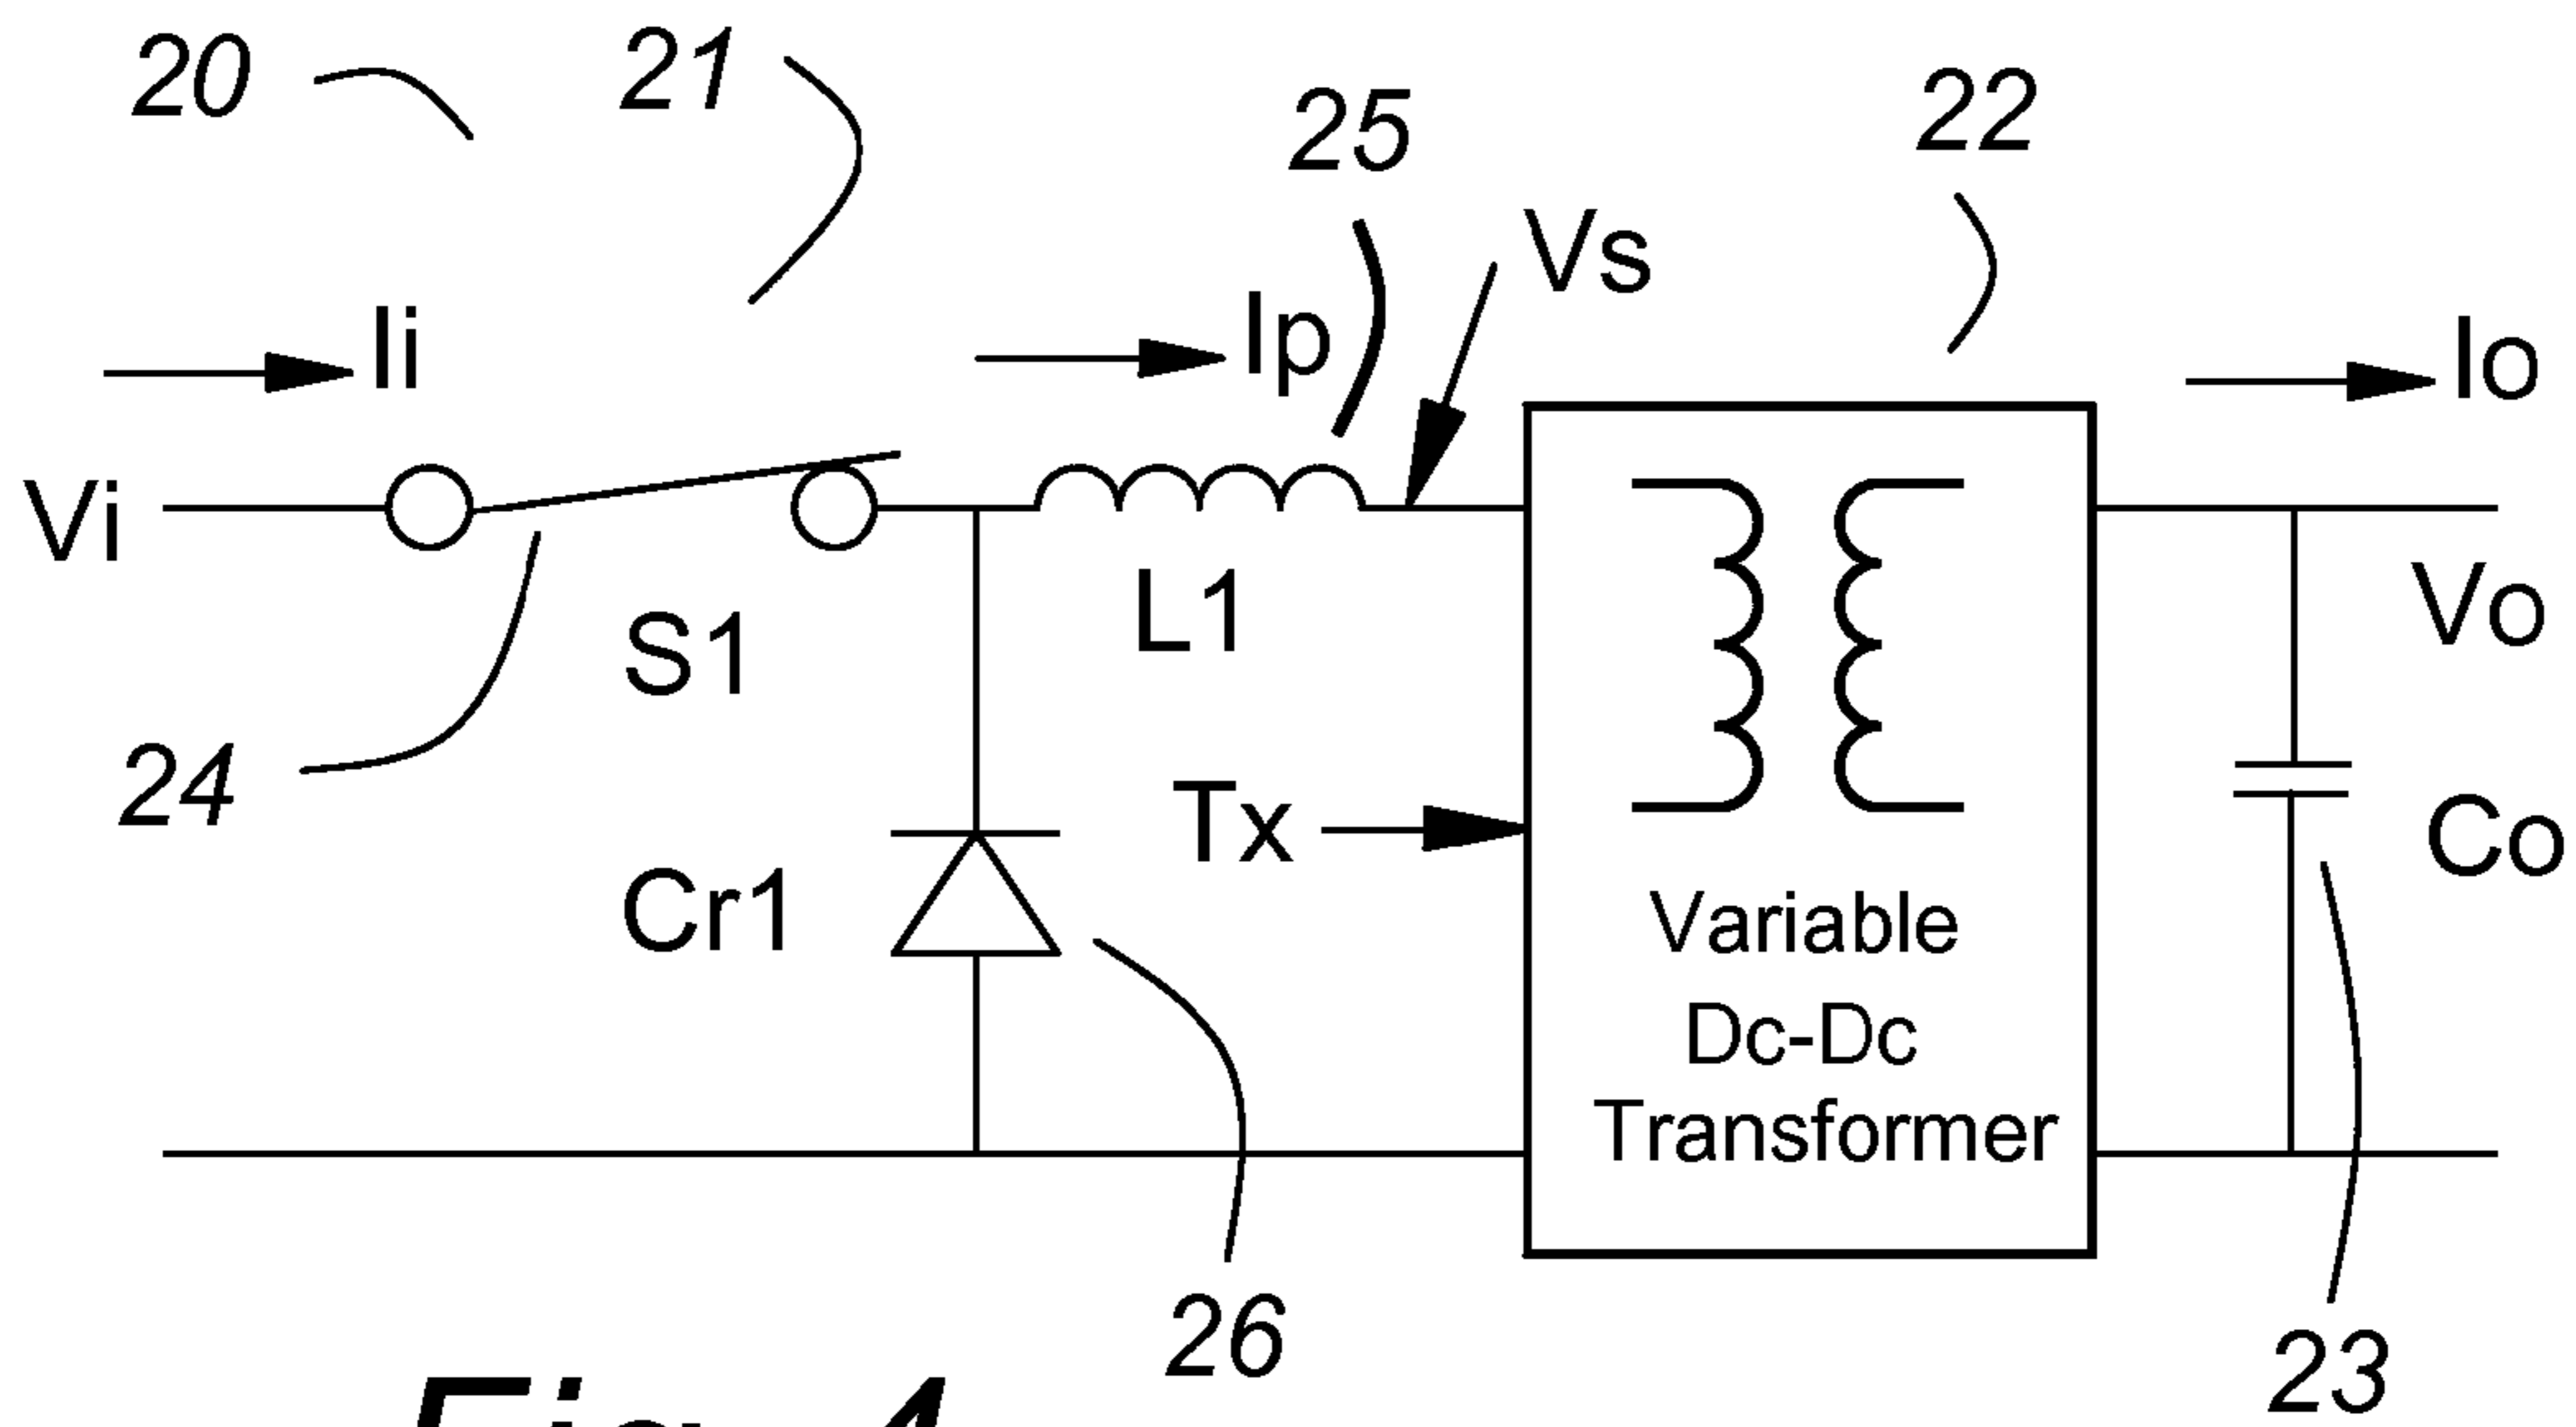 20
21
25
22
Vs
Ii
Ip
Io
Vi
S1
L1
Vo
24
Tx
Co
Cr1
Variable
Dc-Dc
Transformer
26
23